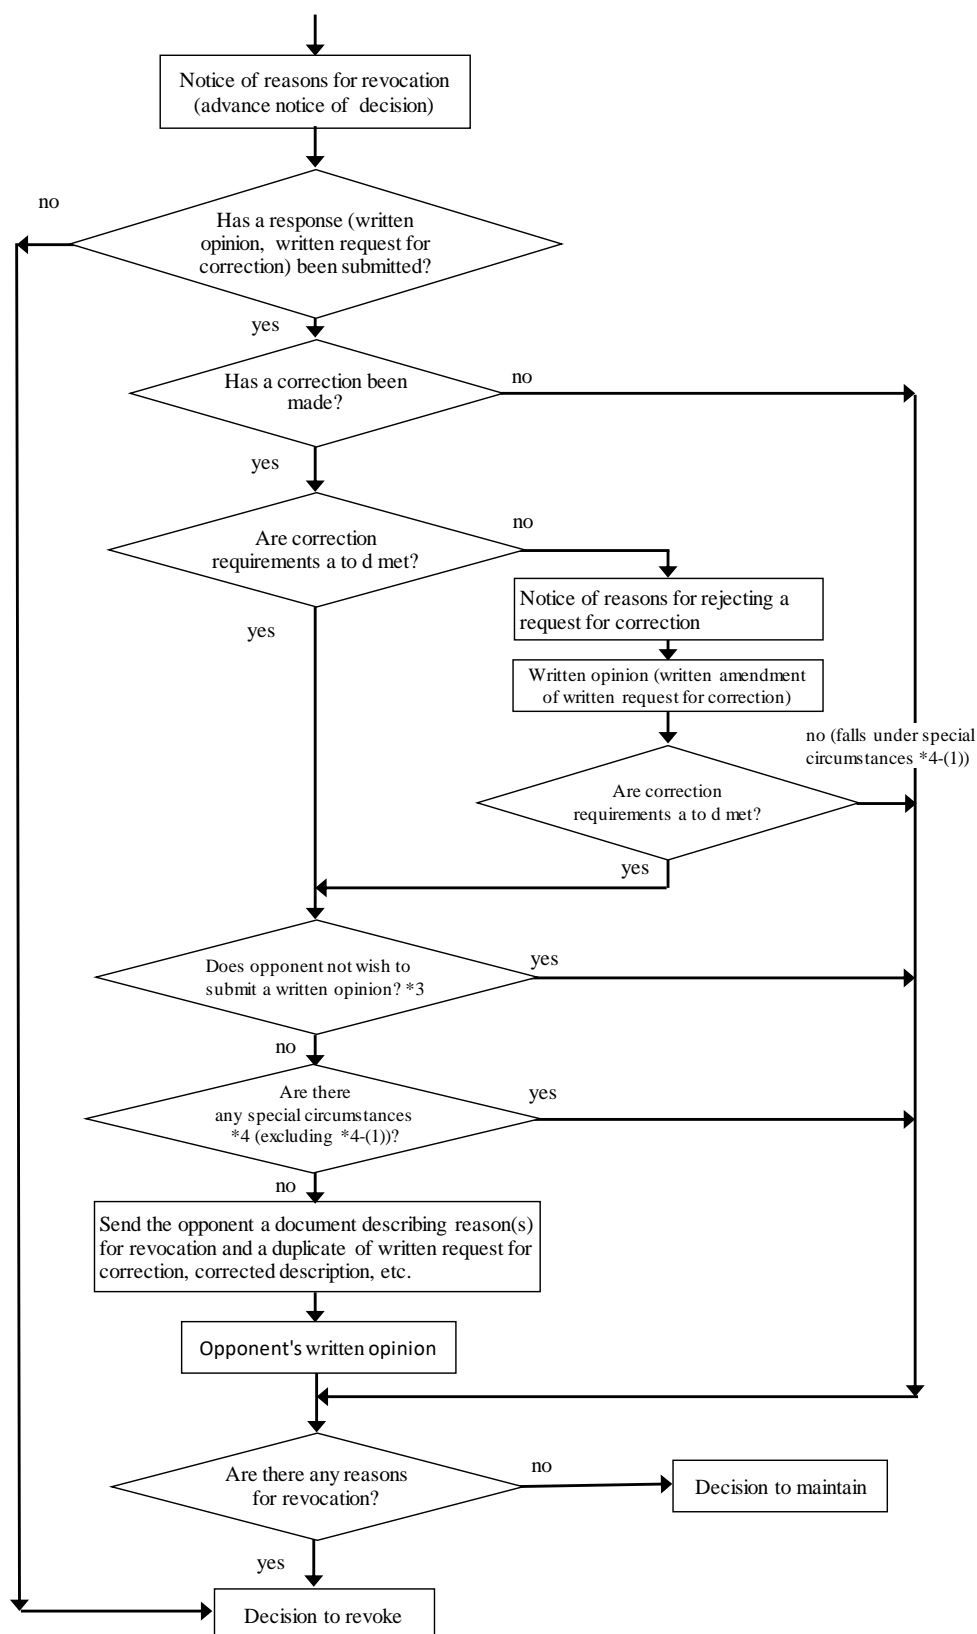 Notice of reasons for revocation
(advance notice of decision)
no
Has a response (written
opinion, written request for
correction) been submitted?
yes
Has a correction been
made?
no
yes
Are correction
requirements a to d met?
no
yes
Notice of reasons for rejecting a
request for correction
Written opinion (written amendment
of written request for correction)
no (falls under special
circumstances *4-(1))
Are correction
requirements a to d met?
yes
Does opponent not wish to
submit a written opinion? *3
yes
no
Are there
any special circumstances
*4 (excluding *4-(1))?
yes
no
Send the opponent a document describing reason(s)
for revocation and a duplicate of written request for
correction, corrected description, etc.
Opponent's written opinion
Are there any reasons
for revocation?
no
Decision to maintain
yes
Decision to revoke